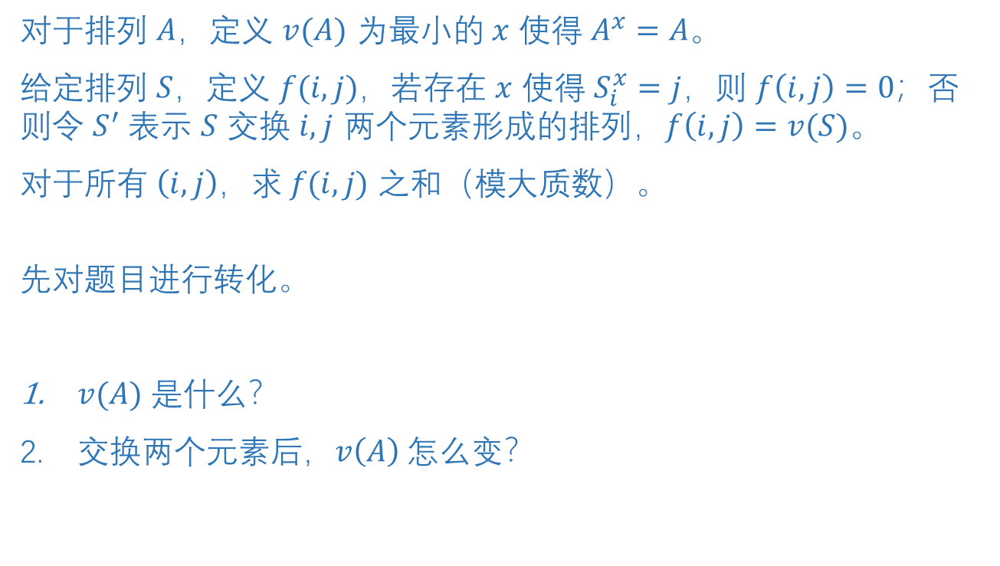 对于排列 A，定义 v(A) 为最小的 x 使得 Aˣ = A。
给定排列 S，定义 f(i,j)，若存在 x 使得 Sᵢˣ = j，则 f(i,j) = 0；否
则令 S′ 表示 S 交换 i,j 两个元素形成的排列，f(i,j) = v(S)。
对于所有 (i,j)，求 f(i,j) 之和（模大质数）。
先对题目进行转化。
1. v(A) 是什么？
2. 交换两个元素后，v(A) 怎么变？